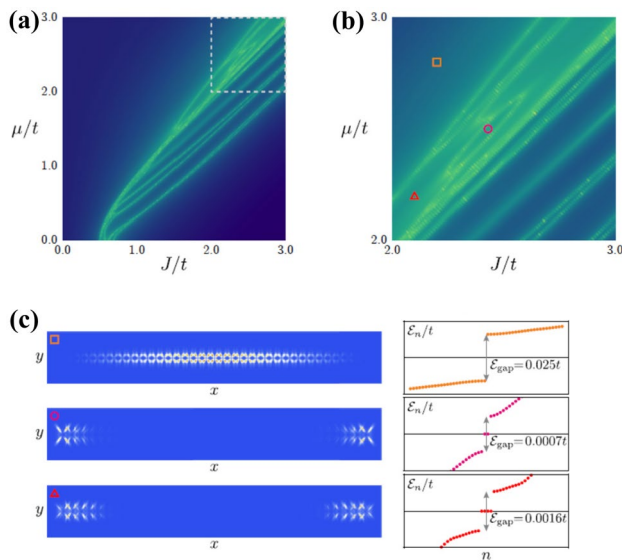 (a)
3.0
2.0
μ/t
1.0
0.0
0.0 1.0 2.0 3.0
J/t
(b)
3.0
μ/t
2.0
2.0 3.0
J/t
(c)
y
x
y
x
y
x
ℰn/t
ℰgap=0.025t
ℰn/t
ℰgap=0.0007t
ℰn/t
ℰgap=0.0016t
n